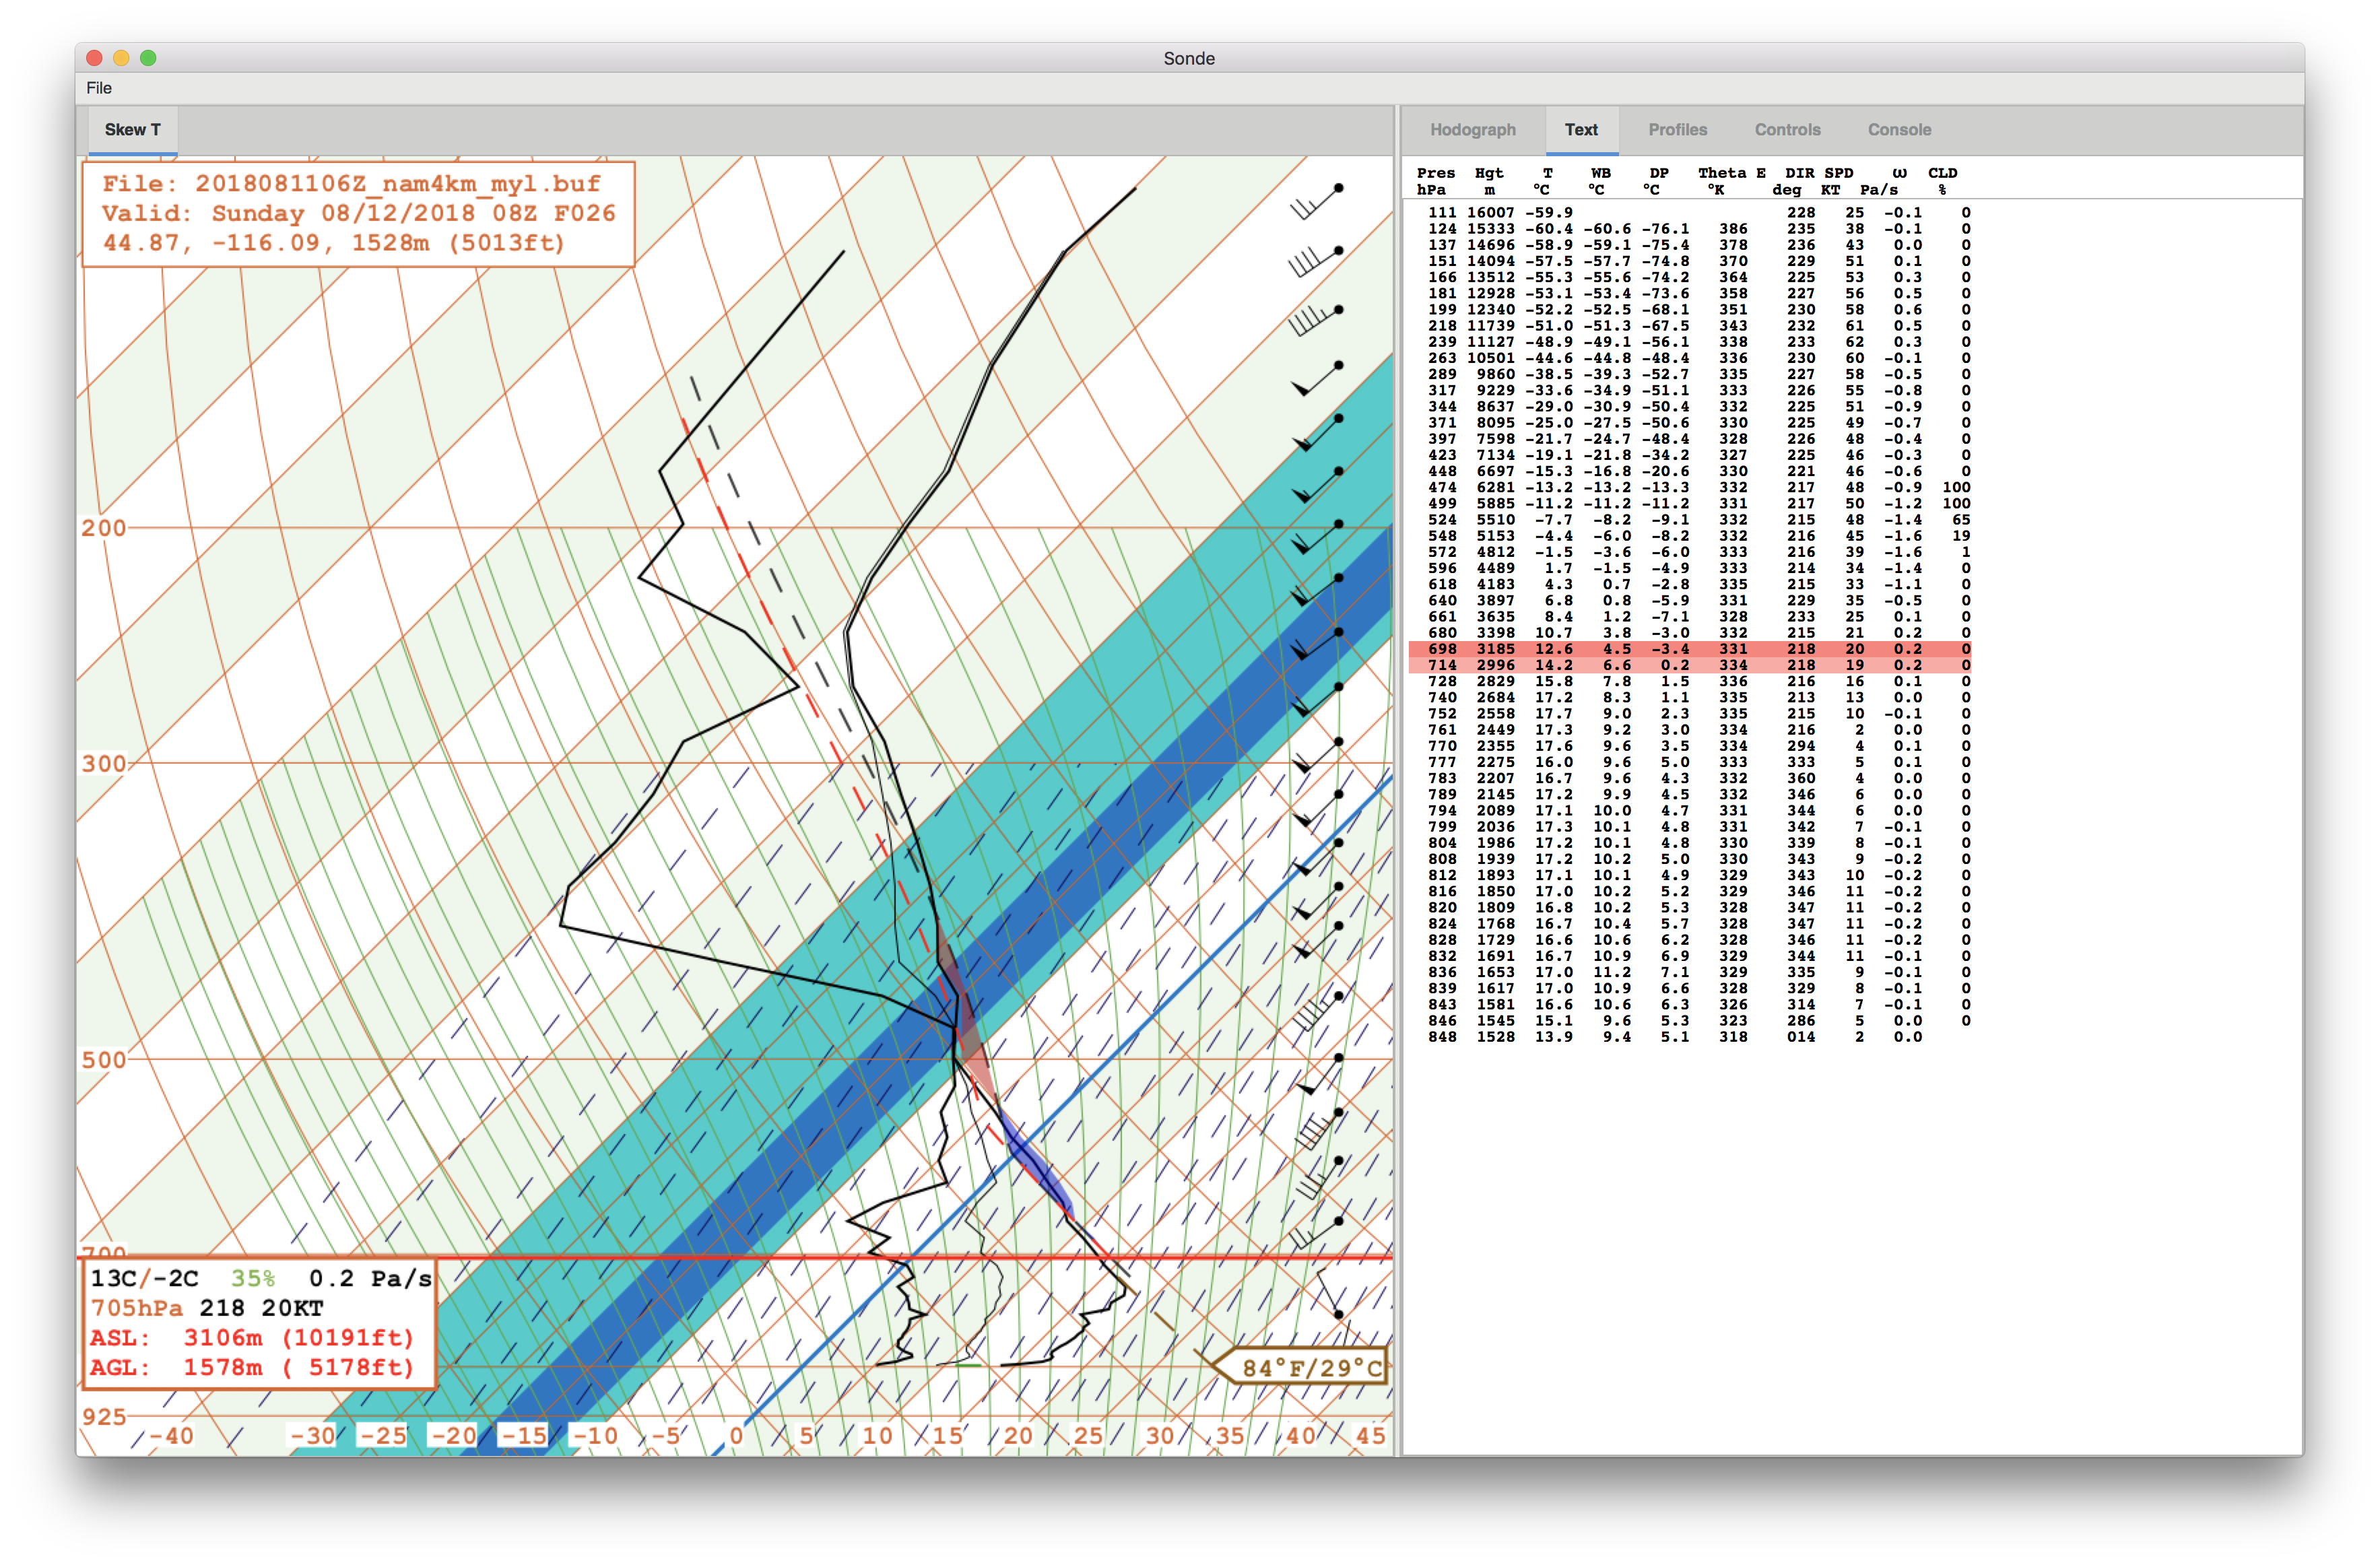 Sonde
File
Skew T
File: 2018081106Z_nam4km_myl.buf
Valid: Sunday 08/12/2018 08Z F026
44.87, -116.09, 1528m (5013ft)
200
300
500
700
13C/-2C 35% 0.2 Pa/s
705hPa 218 20KT
ASL: 3106m (10191ft)
AGL: 1578m ( 5178ft)
84°F/29°C
925
-40 -30 -25 -20 -15 -10 -5 0 5 10 15 20 25 30 35 40 45
Hodograph Text Profiles Controls Console
Pres Hgt T WB DP Theta E DIR SPD ω CLD
hPa m °C °C °C °K deg KT Pa/s %
111 16007 -59.9 228 25 -0.1 0
124 15333 -60.4 -60.6 -76.1 386 235 38 -0.1 0
137 14696 -58.9 -59.1 -75.4 378 236 43 0.0 0
151 14094 -57.5 -57.7 -74.8 370 229 51 0.1 0
166 13512 -55.3 -55.6 -74.2 364 225 53 0.3 0
181 12928 -53.1 -53.4 -73.6 358 227 56 0.5 0
199 12340 -52.2 -52.5 -68.1 351 230 58 0.6 0
218 11739 -51.0 -51.3 -67.5 343 232 61 0.5 0
239 11127 -48.9 -49.1 -56.1 338 233 62 0.3 0
263 10501 -44.6 -44.8 -48.4 336 230 60 -0.1 0
289 9860 -38.5 -39.3 -52.7 335 227 58 -0.5 0
317 9229 -33.6 -34.9 -51.1 333 226 55 -0.8 0
344 8637 -29.0 -30.9 -50.4 332 225 51 -0.9 0
371 8095 -25.0 -27.5 -50.6 330 225 49 -0.7 0
397 7598 -21.7 -24.7 -48.4 328 226 48 -0.4 0
423 7134 -19.1 -21.8 -34.2 327 225 46 -0.3 0
448 6697 -15.3 -16.8 -20.6 330 221 46 -0.6 0
474 6281 -13.2 -13.2 -13.3 332 217 48 -0.9 100
499 5885 -11.2 -11.2 -11.2 331 217 50 -1.2 100
524 5510 -7.7 -8.2 -9.1 332 215 48 -1.4 65
548 5153 -4.4 -6.0 -8.2 332 216 45 -1.6 19
572 4812 -1.5 -3.6 -6.0 333 216 39 -1.6 1
596 4489 1.7 -1.5 -4.9 333 214 34 -1.4 0
618 4183 4.3 0.7 -2.8 335 215 33 -1.1 0
640 3897 6.8 0.8 -5.9 331 229 35 -0.5 0
661 3635 8.4 1.2 -7.1 328 233 25 0.1 0
680 3398 10.7 3.8 -3.0 332 215 21 0.2 0
698 3185 12.6 4.5 -3.4 331 218 20 0.2 0
714 2996 14.2 6.6 0.2 334 218 19 0.2 0
728 2829 15.8 7.8 1.5 336 216 16 0.1 0
740 2684 17.2 8.3 1.1 335 213 13 0.0 0
752 2558 17.7 9.0 2.3 335 215 10 -0.1 0
761 2449 17.3 9.2 3.0 334 216 2 0.0 0
770 2355 17.6 9.6 3.5 334 294 4 0.1 0
777 2275 16.0 9.6 5.0 333 333 5 0.1 0
783 2207 16.7 9.6 4.3 332 360 4 0.0 0
789 2145 17.2 9.9 4.5 332 346 6 0.0 0
794 2089 17.1 10.0 4.7 331 344 6 0.0 0
799 2036 17.3 10.1 4.8 331 342 7 -0.1 0
804 1986 17.2 10.1 4.8 330 339 8 -0.1 0
808 1939 17.2 10.2 5.0 330 343 9 -0.2 0
812 1893 17.1 10.1 4.9 329 343 10 -0.2 0
816 1850 17.0 10.2 5.2 329 346 11 -0.2 0
820 1809 16.8 10.2 5.3 328 347 11 -0.2 0
824 1768 16.7 10.4 5.7 328 347 11 -0.2 0
828 1729 16.6 10.6 6.2 328 346 11 -0.2 0
832 1691 16.7 10.9 6.9 329 344 11 -0.1 0
836 1653 17.0 11.2 7.1 329 335 9 -0.1 0
839 1617 17.0 10.9 6.6 328 329 8 -0.1 0
843 1581 16.6 10.6 6.3 326 314 7 -0.1 0
846 1545 15.1 9.6 5.3 323 286 5 0.0 0
848 1528 13.9 9.4 5.1 318 014 2 0.0